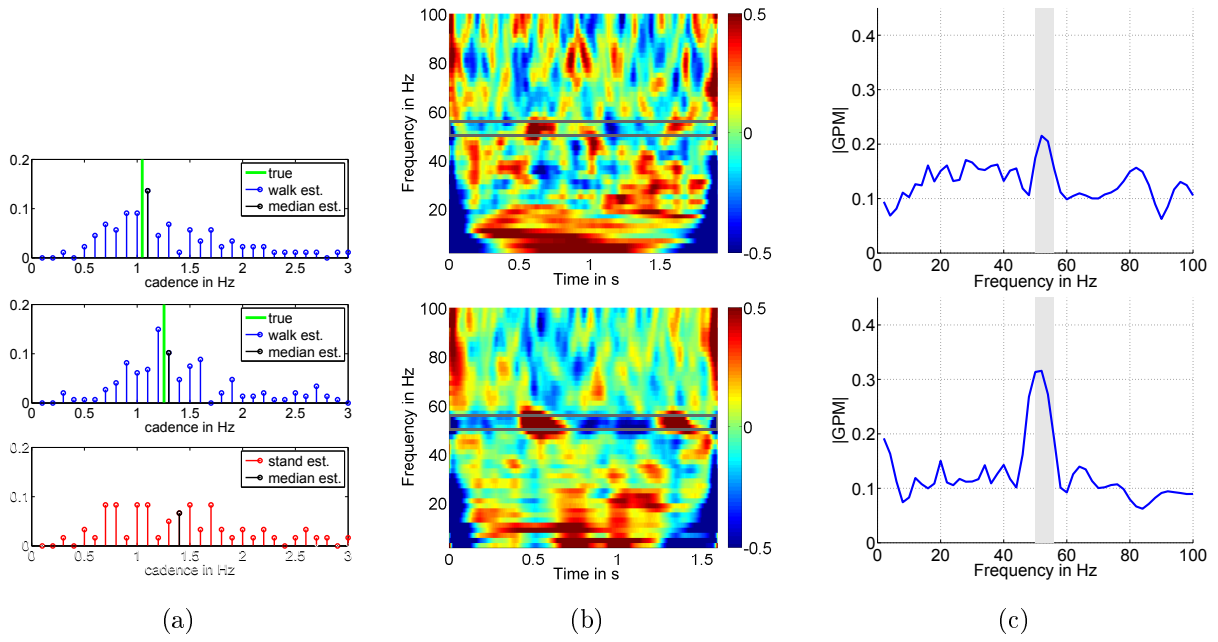 0.2
0.1
0
0 0.5 1 1.5 2 2.5 3
cadence in Hz
true
walk est.
median est.
0.2
0.1
0
0 0.5 1 1.5 2 2.5 3
cadence in Hz
true
walk est.
median est.
0.2
0.1
0
0 0.5 1 1.5 2 2.5 3
cadence in Hz
stand est.
median est.
(a)
100
80
60
40
20
Frequency in Hz
0 0.5 1 1.5
Time in s
0.5
0
-0.5
100
80
60
40
20
Frequency in Hz
0 0.5 1 1.5
Time in s
0.5
0
-0.5
(b)
0.4
0.3
0.2
0.1
0
|GPM|
0 20 40 60 80 100
Frequency in Hz
0.4
0.3
0.2
0.1
0
|GPM|
0 20 40 60 80 100
Frequency in Hz
(c)